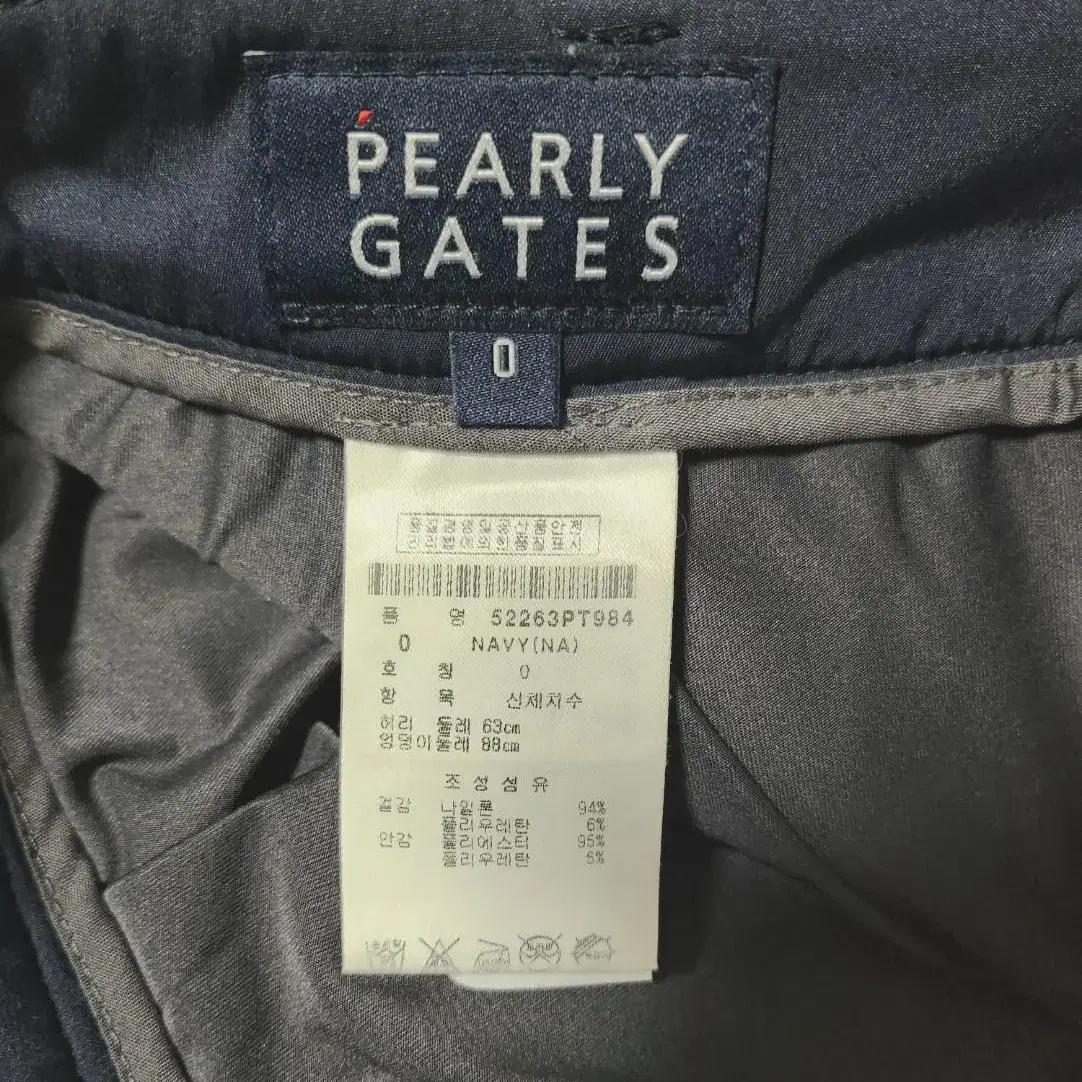 PEARLY
GATES
0
품 명 52263PT984
0 NAVY(NA)
호 칭 0
항 목 신체치수
허리 둘레 63cm
엉덩이둘레 88cm
조성섬유
겉감 나일론 94%
폴리우레탄 6%
안감 폴리에스터 95%
폴리우레탄 5%